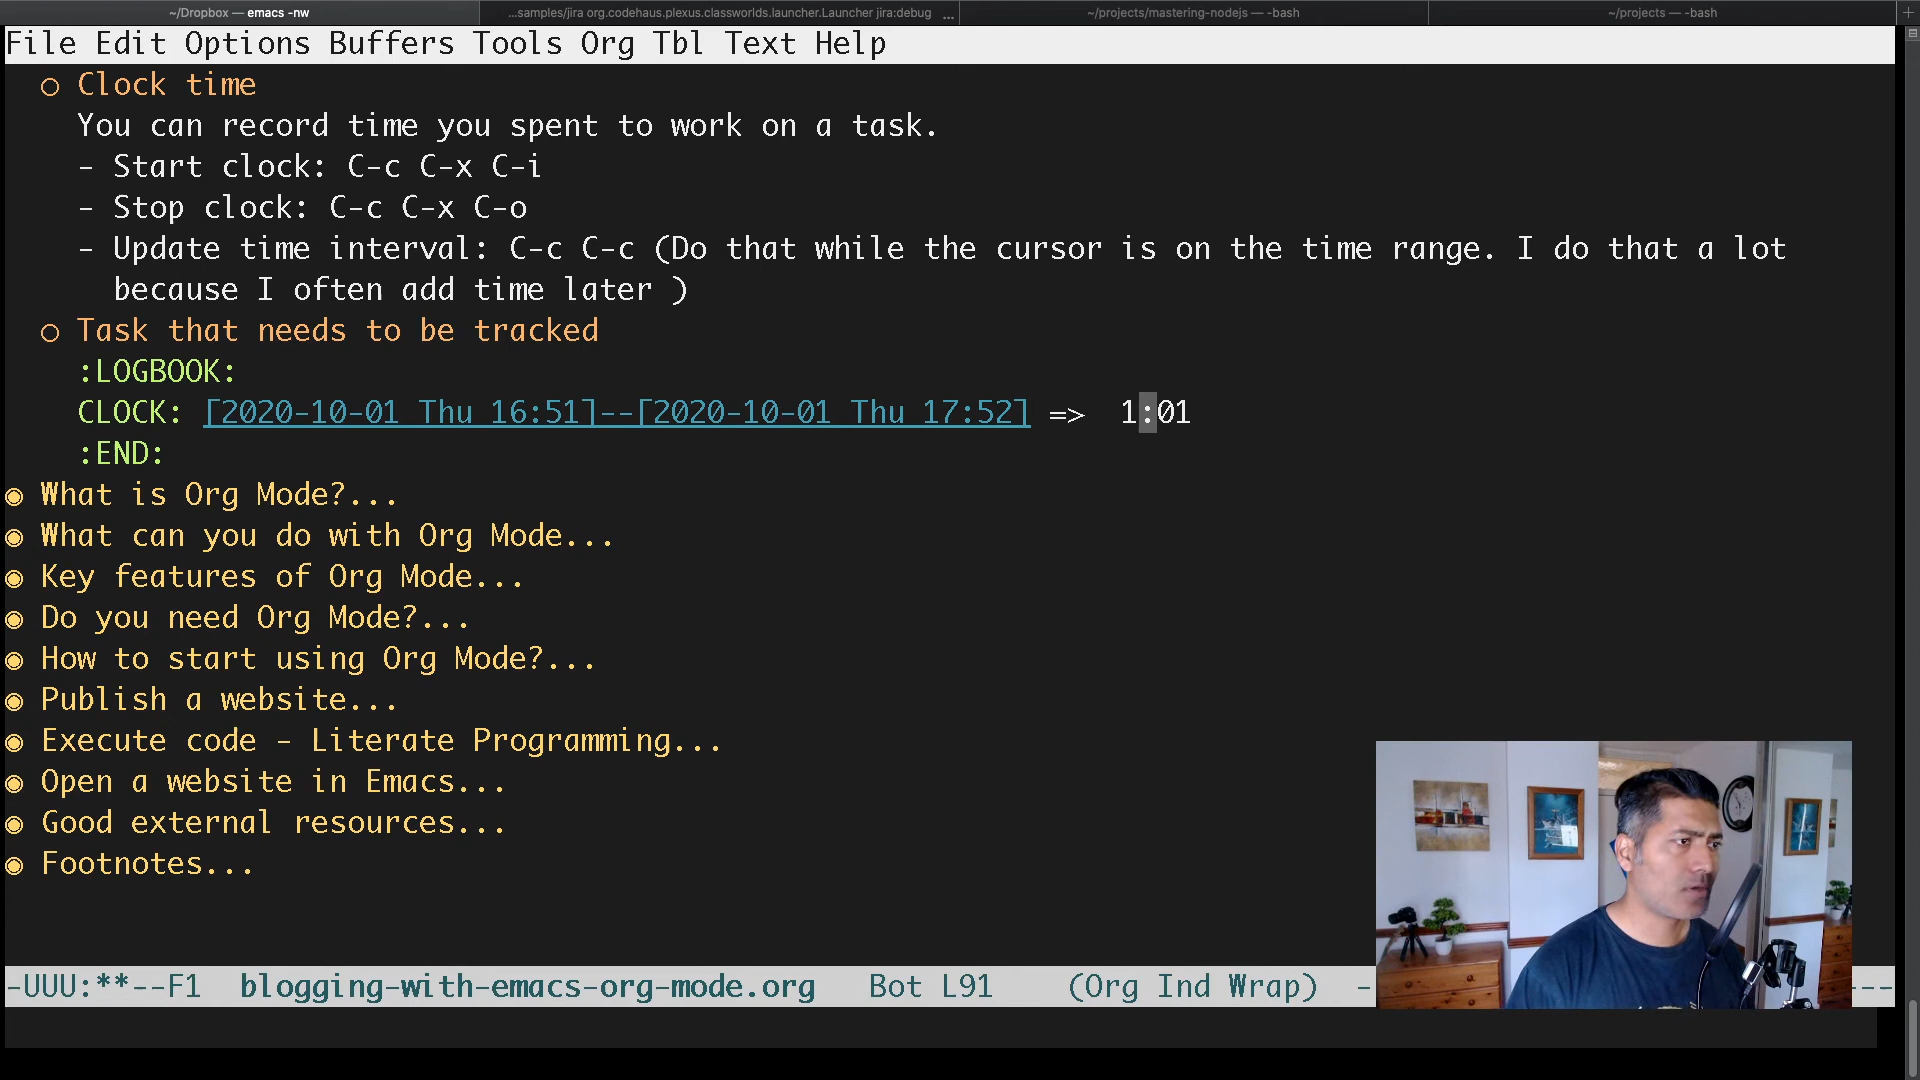 ~/Dropbox — emacs -nw
...samples/jira org.codehaus.plexus.classworlds.launcher.Launcher jira:debug ...
~/projects/mastering-nodejs — -bash
~/projects — -bash
+
File Edit Options Buffers Tools Org Tbl Text Help
○ Clock time
You can record time you spent to work on a task.
- Start clock: C-c C-x C-i
- Stop clock: C-c C-x C-o
- Update time interval: C-c C-c (Do that while the cursor is on the time range. I do that a lot
because I often add time later )
○ Task that needs to be tracked
:LOGBOOK:
CLOCK: [2020-10-01 Thu 16:51]--[2020-10-01 Thu 17:52] => 1:01
:END:
◉ What is Org Mode?...
◉ What can you do with Org Mode...
◉ Key features of Org Mode...
◉ Do you need Org Mode?...
◉ How to start using Org Mode?...
◉ Publish a website...
◉ Execute code - Literate Programming...
◉ Open a website in Emacs...
◉ Good external resources...
◉ Footnotes...
-UUU:**--F1 blogging-with-emacs-org-mode.org Bot L91 (Org Ind Wrap) - ---